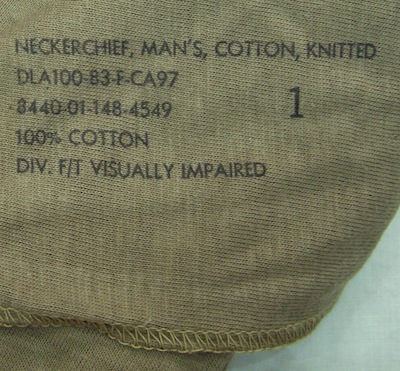 NECKERCHIEF, MAN'S, COTTON, KNITTED
DLA100-83-F-CA97
8440-01-148-4549
1
100% COTTON
DIV. F/T VISUALLY IMPAIRED